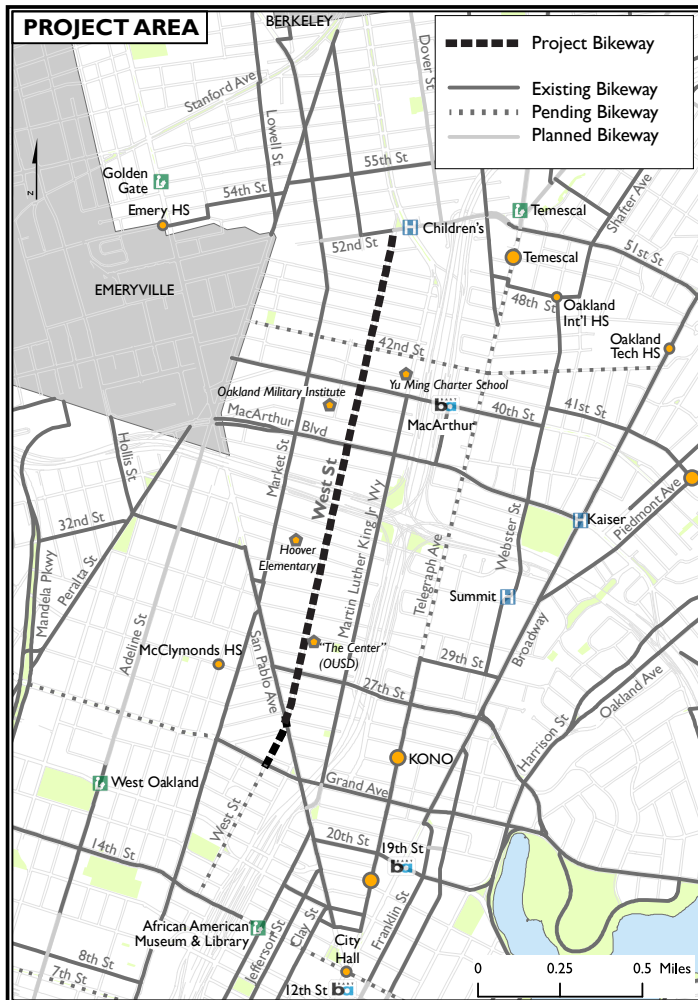 PROJECT AREA
BERKELEY
Project Bikeway
Existing Bikeway
Pending Bikeway
Planned Bikeway
Stanford Ave
Dover St
Lowell St
55th St
Golden
Gate
54th St
Emery HS
Temescal
Shafter Ave
N
52nd St
Children's
51st St
Temescal
EMERYVILLE
48th St
Oakland
Int'l HS
Oakland
Tech HS
42nd St
Yu Ming Charter School
Oakland Military Institute
MacArthur
40th St
41st St
MacArthur Blvd
Hollis St
Market St
West St
Piedmont Ave
32nd St
Kaiser
Hoover
Elementary
Martin Luther King Jr Wy
Telegraph Ave
Webster St
Mandela Pkwy
Peralta St
Summit
Adeline St
"The Center"
(OUSD)
McClymonds HS
San Pablo Ave
29th St
Broadway
27th St
Oakland Ave
Harrison St
KONO
West Oakland
Grand Ave
West St
20th St
19th St
14th St
African American
Museum & Library
Jefferson St
Clay St
Franklin St
City
Hall
8th St
7th St
12th St
0 0.25 0.5 Miles